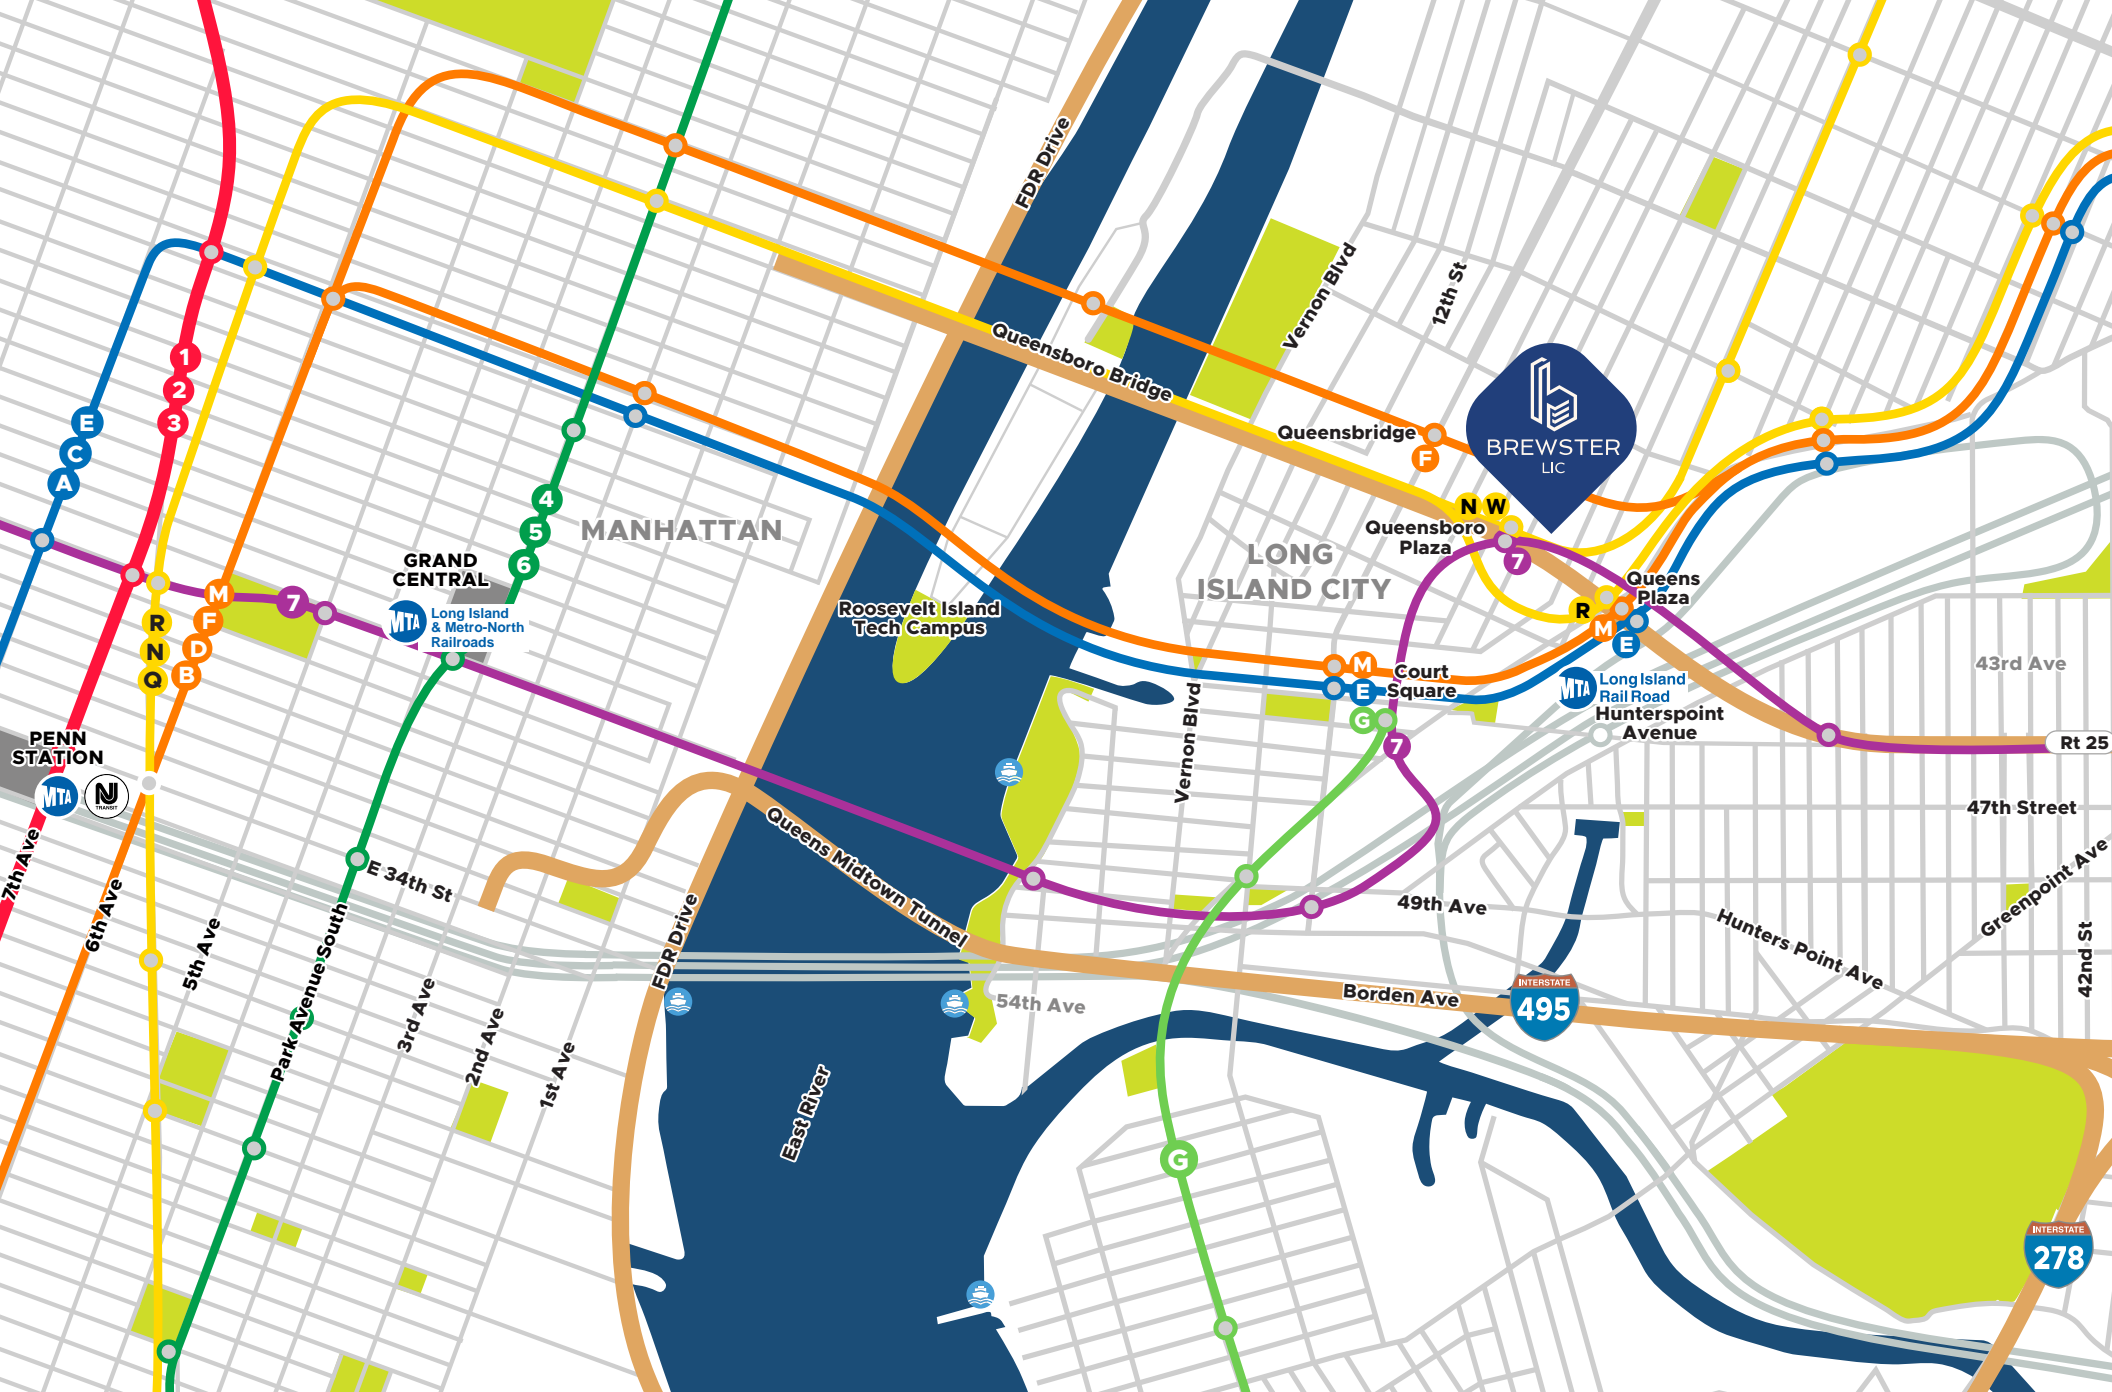 FDR Drive
Vernon Blvd
12th St
Queensboro Bridge
1
2
3
E
C
A
BREWSTER
LIC
Queensbridge
F
N W
Queensboro
Plaza
7
4
5
6
MANHATTAN
GRAND
CENTRAL
MTA
Long Island
& Metro-North
Railroads
LONG
ISLAND CITY
Queens
Plaza
R
M
E
M
F
D
B
7
R
N
Q
Roosevelt Island
Tech Campus
M
E
Court
Square
G
7
MTA
Long Island
Rail Road
Hunterspoint
Avenue
43rd Ave
Rt 25
Vernon Blvd
PENN
STATION
MTA
NJ
TRANSIT
47th Street
Queens Midtown Tunnel
7th Ave
6th Ave
5th Ave
E 34th St
Park Avenue South
3rd Ave
2nd Ave
1st Ave
FDR Drive
East River
49th Ave
54th Ave
Borden Ave
INTERSTATE
495
Hunters Point Ave
Greenpoint Ave
42nd St
G
INTERSTATE
278